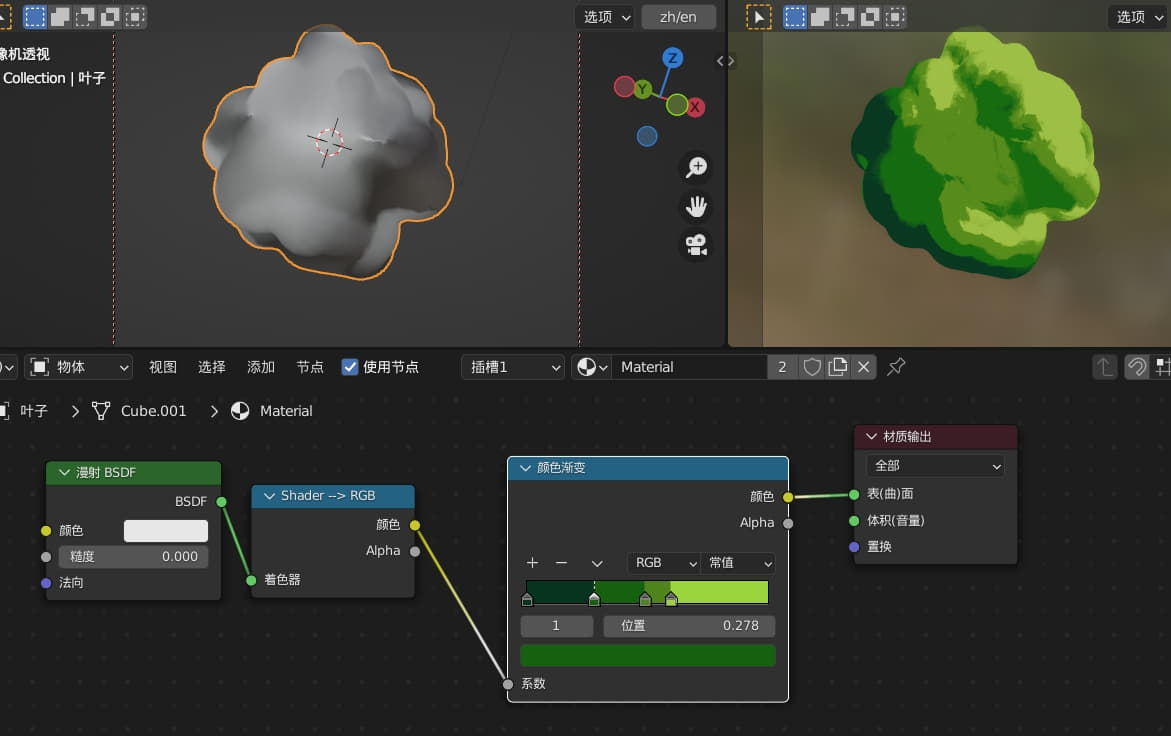 选项
zh/en
选项
像机透视
Collection | 叶子
Z
Y
X
物体
视图
选择
添加
节点
使用节点
插槽1
Material
2
叶子
Cube.001
Material
漫射 BSDF
BSDF
颜色
糙度
0.000
法向
Shader --> RGB
颜色
Alpha
着色器
颜色渐变
颜色
Alpha
RGB
常值
1
位置
0.278
系数
材质输出
全部
表(曲)面
体积(音量)
置换